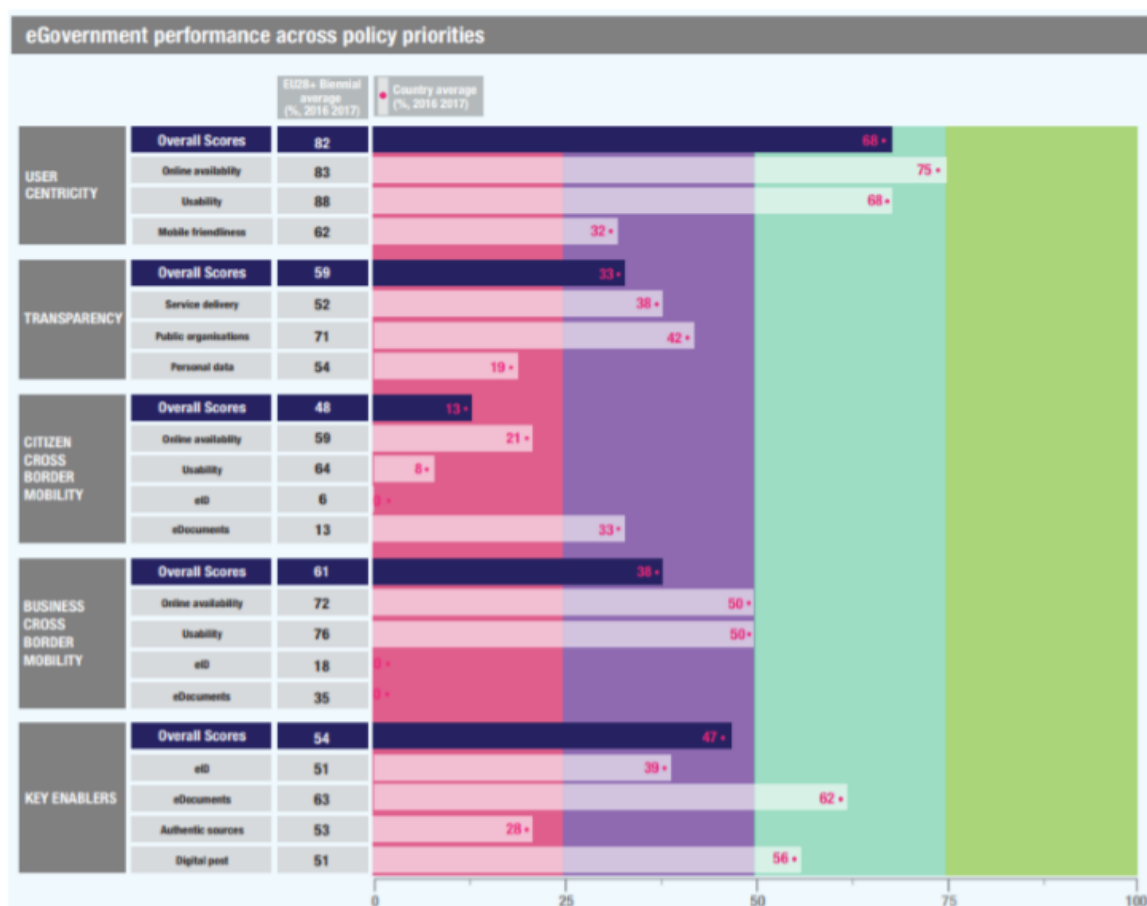 eGovernment performance across policy priorities
EU28+ Biennial
average
(%, 2016 2017)
Country average
(%, 2016 2017)
USER
CENTRICITY
Overall Scores 82 68
Online availablity 83 75
Usability 88 68
Mobile friendliness 62 32
TRANSPARENCY
Overall Scores 59 33
Service delivery 52 38
Public organisations 71 42
Personal data 54 19
CITIZEN
CROSS
BORDER
MOBILITY
Overall Scores 48 13
Online availablity 59 21
Usability 64 8
eID 6 0
eDocuments 13 33
BUSINESS
CROSS
BORDER
MOBILITY
Overall Scores 61 38
Online availability 72 50
Usability 76 50
eID 18 0
eDocuments 35 0
KEY ENABLERS
Overall Scores 54 47
eID 51 39
eDocuments 63 62
Authentic sources 53 28
Digital post 51 56
0 25 50 75 100